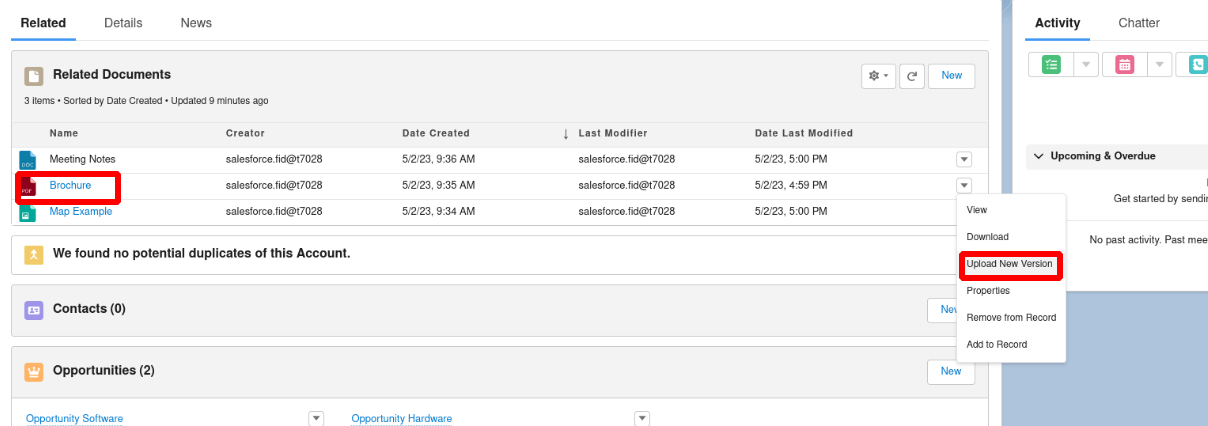 Related Details News
Activity Chatter
Related Documents
New
3 items • Sorted by Date Created • Updated 9 minutes ago
Name Creator Date Created ↓ Last Modifier Date Last Modified
DOC Meeting Notes salesforce.fid@t7028 5/2/23, 9:36 AM salesforce.fid@t7028 5/2/23, 5:00 PM
PDF Brochure salesforce.fid@t7028 5/2/23, 9:35 AM salesforce.fid@t7028 5/2/23, 4:59 PM
Map Example salesforce.fid@t7028 5/2/23, 9:34 AM salesforce.fid@t7028 5/2/23, 5:00 PM
View
Download
Upload New Version
Properties
Remove from Record
Add to Record
Upcoming & Overdue
Get started by sendin
No past activity. Past mee
We found no potential duplicates of this Account.
Contacts (0)
New
Opportunities (2)
New
Opportunity Software Opportunity Hardware